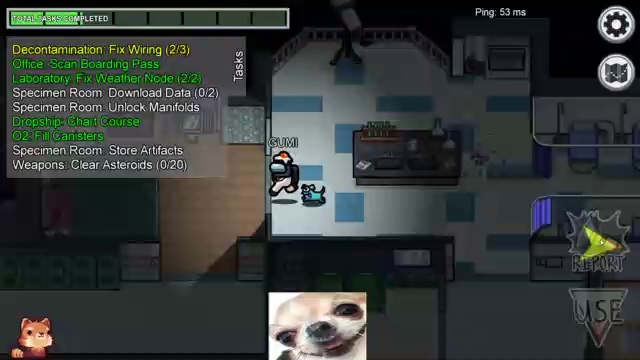 TOTAL TASKS COMPLETED
Ping: 53 ms
Decontamination: Fix Wiring (2/3)
Office: Scan Boarding Pass
Laboratory: Fix Weather Node (2/2)
Specimen Room: Download Data (0/2)
Specimen Room: Unlock Manifolds
Dropship: Chart Course
O2: Fill Canisters
Specimen Room: Store Artifacts
Weapons: Clear Asteroids (0/20)
Tasks
GUMI
REPORT
USE